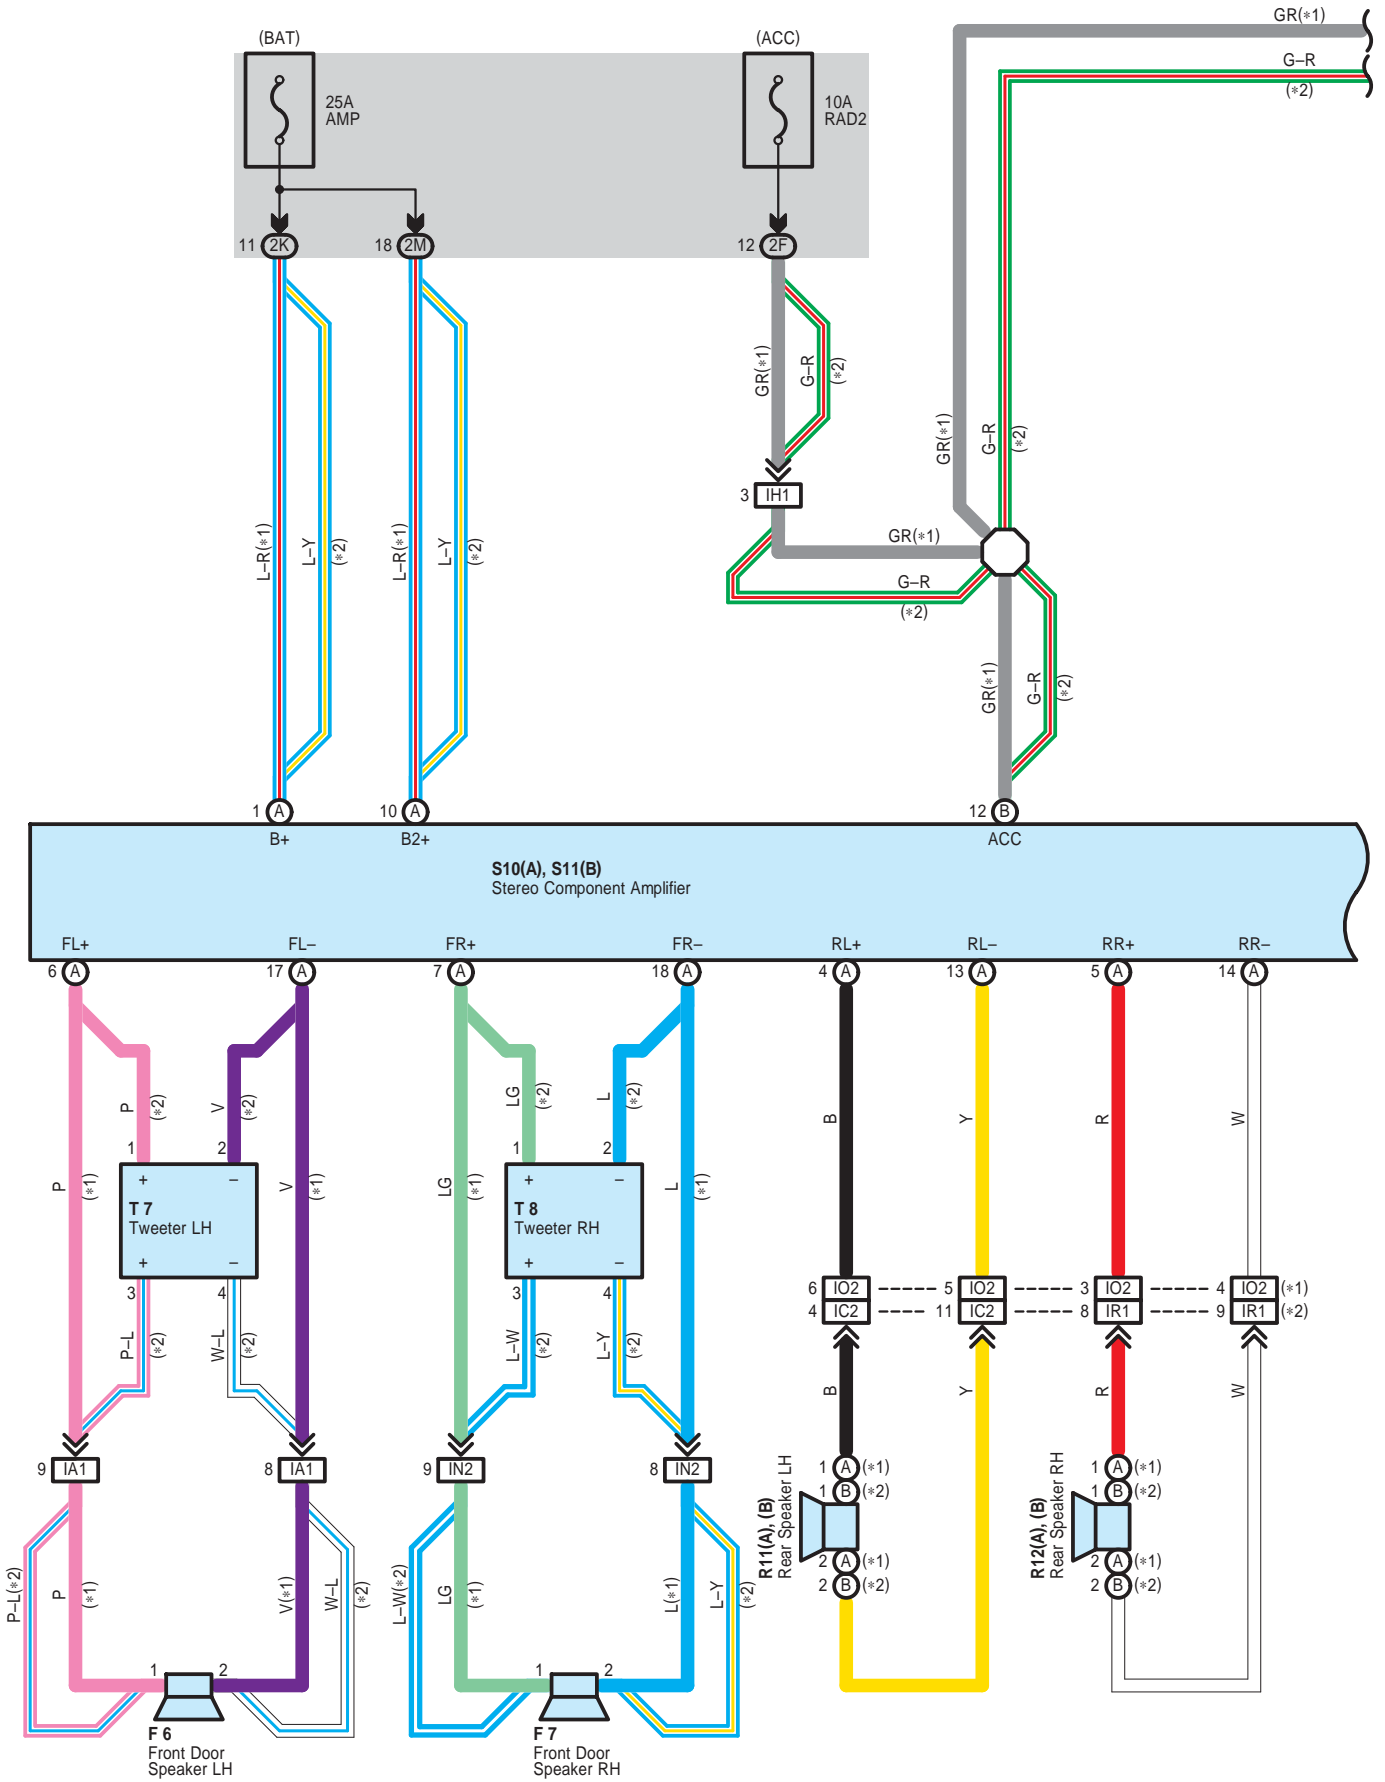 (BAT)
(ACC)
GR(∗1)
G–R
(∗2)
25A
AMP
10A
RAD2
11 2K
18 2M
12 2F
GR(∗1)
G–R
(∗2)
GR(∗1)
G–R
(∗2)
3 IH1
L–R(∗1)
L–Y
(∗2)
L–R(∗1)
L–Y
(∗2)
GR(∗1)
G–R
(∗2)
GR(∗1)
G–R
(∗2)
1 A
10 A
12 B
B+
B2+
ACC
S10(A), S11(B)
Stereo Component Amplifier
FL+
FL–
FR+
FR–
RL+
RL–
RR+
RR–
6 A
17 A
7 A
18 A
4 A
13 A
5 A
14 A
P
(∗2)
V
(∗2)
LG
(∗2)
L
(∗2)
B
Y
R
W
1
2
1
2
P
(∗1)
+
–
V
(∗1)
LG
(∗1)
+
–
L
(∗1)
T 7
Tweeter LH
T 8
Tweeter RH
+
–
+
–
3
4
3
4
6 IO2
5 IO2
3 IO2
4 IO2 (∗1)
4 IC2
11 IC2
8 IR1
9 IR1 (∗2)
P–L
(∗2)
W–L
(∗2)
L–W
(∗2)
L–Y
(∗2)
B
Y
R
W
9 IA1
8 IA1
9 IN2
8 IN2
1 A (∗1)
1 B (∗2)
R11(A), (B)
Rear Speaker LH
2 A (∗1)
2 B (∗2)
1 A (∗1)
1 B (∗2)
R12(A), (B)
Rear Speaker RH
2 A (∗1)
2 B (∗2)
P–L(∗2)
P
(∗1)
V(∗1)
W–L
(∗2)
L–W(∗2)
LG
(∗1)
L(∗1)
L–Y
(∗2)
1
2
1
2
F 6
Front Door
Speaker LH
F 7
Front Door
Speaker RH